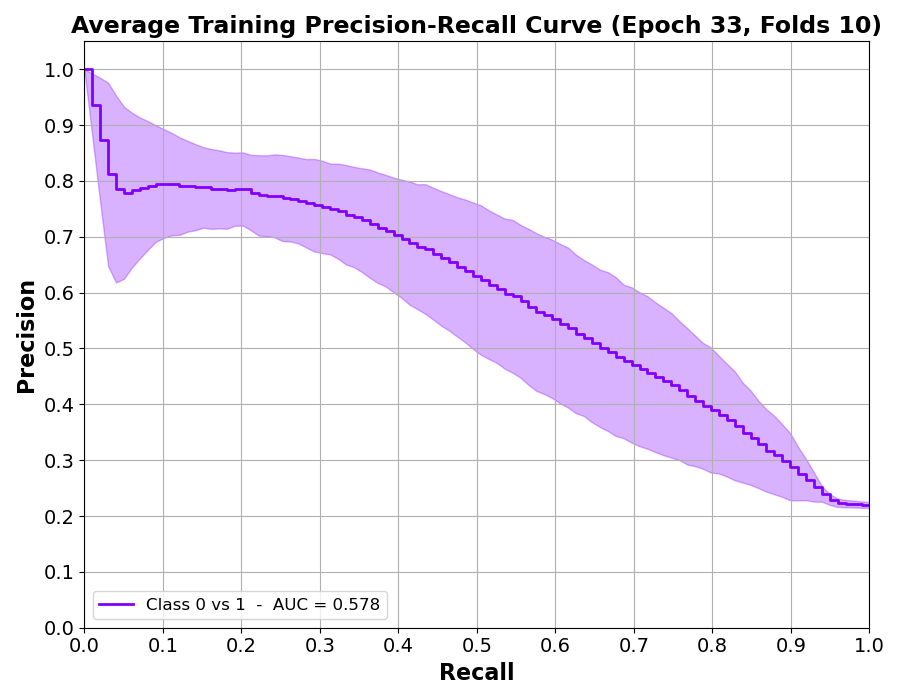 Average Training Precision-Recall Curve (Epoch 33, Folds 10)
Precision
1.0
0.9
0.8
0.7
0.6
0.5
0.4
0.3
0.2
0.1
0.0
Class 0 vs 1 - AUC = 0.578
0.0 0.1 0.2 0.3 0.4 0.5 0.6 0.7 0.8 0.9 1.0
Recall